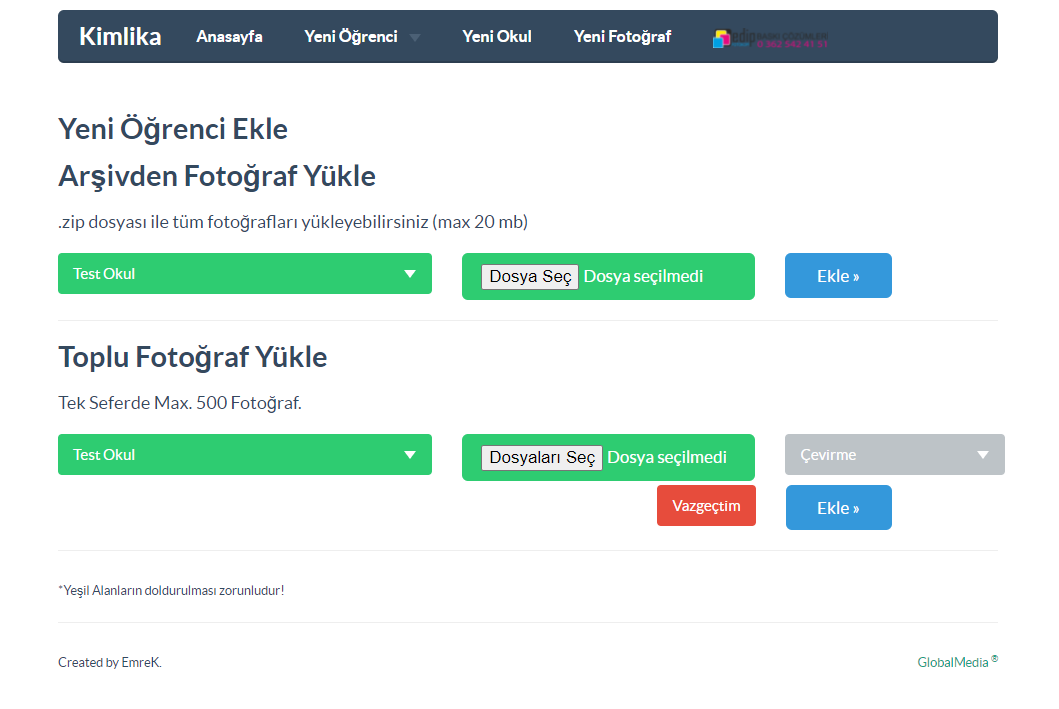 Kimlika Anasayfa Yeni Öğrenci Yeni Okul Yeni Fotoğraf
Yeni Öğrenci Ekle
Arşivden Fotoğraf Yükle
.zip dosyası ile tüm fotoğrafları yükleyebilirsiniz (max 20 mb)
Test Okul Dosya Seç Dosya seçilmedi Ekle »
Toplu Fotoğraf Yükle
Tek Seferde Max. 500 Fotoğraf.
Test Okul Dosyaları Seç Dosya seçilmedi Çevirme
Vazgeçtim Ekle »
*Yeşil Alanların doldurulması zorunludur!
Created by EmreK. GlobalMedia ®